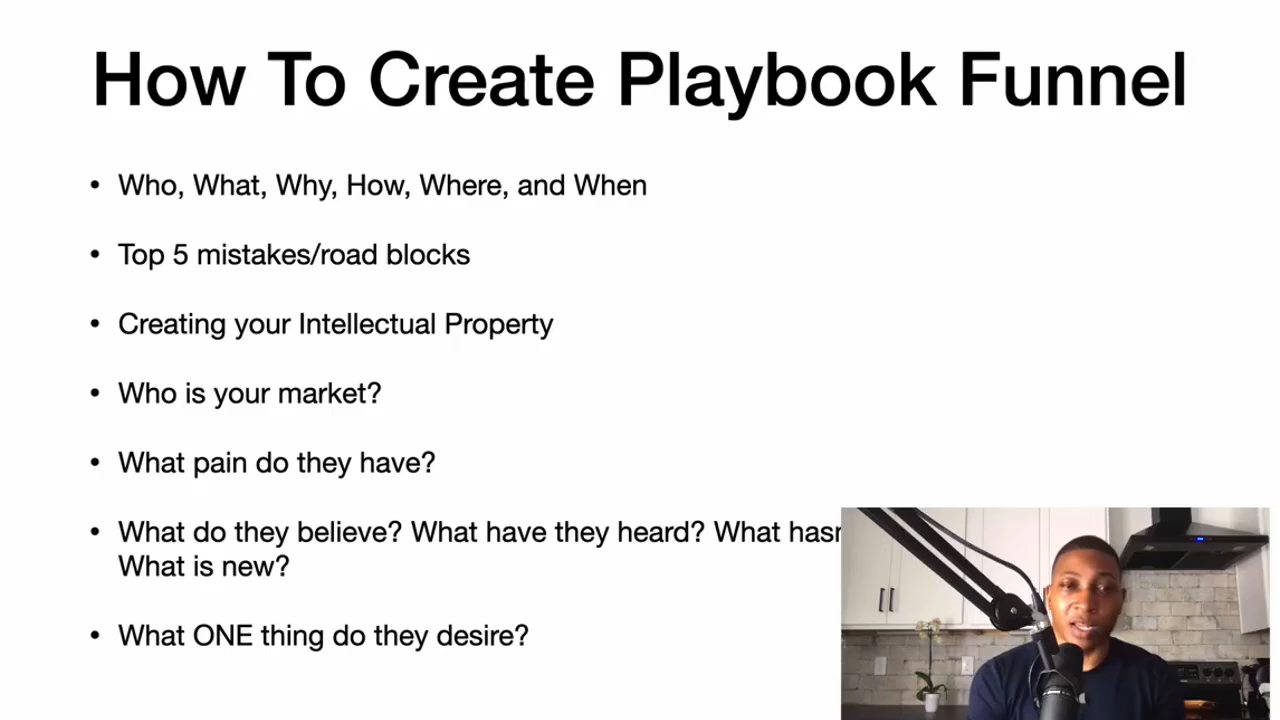 How To Create Playbook Funnel
• Who, What, Why, How, Where, and When
• Top 5 mistakes/road blocks
• Creating your Intellectual Property
• Who is your market?
• What pain do they have?
• What do they believe? What have they heard? What
What is new?
• What ONE thing do they desire?